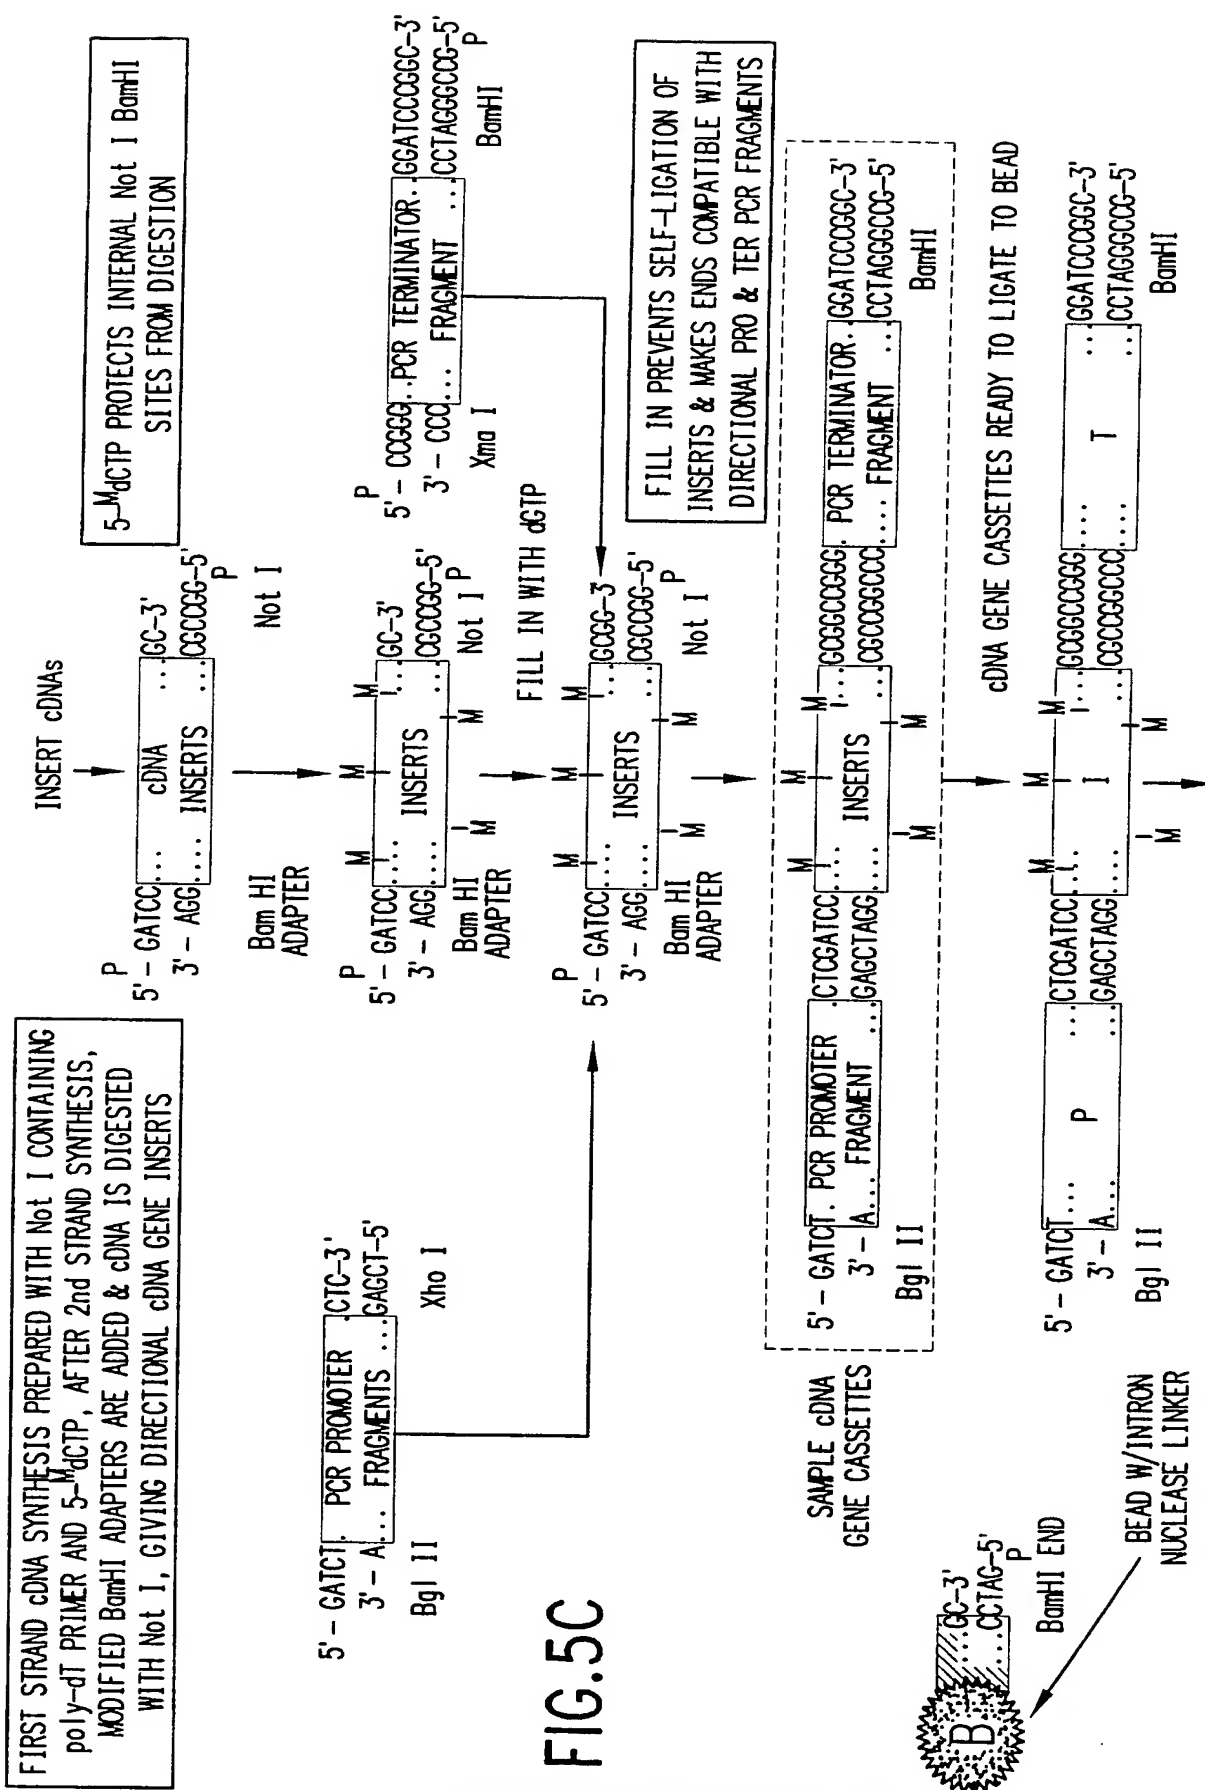 FIRST STRAND cDNA SYNTHESIS PREPARED WITH Not I CONTAINING
poly-dT PRIMER AND 5-MdCTP, AFTER 2nd STRAND SYNTHESIS,
MODIFIED BamHI ADAPTERS ARE ADDED & cDNA IS DIGESTED
WITH Not I, GIVING DIRECTIONAL cDNA GENE INSERTS
INSERT cDNAs
5-MdCTP PROTECTS INTERNAL Not I BamHI
SITES FROM DIGESTION
P
5'- GATCC... cDNA ...GC-3'
3'- AGG.... INSERTS ...CGCCGG-5'
P
Bam HI
ADAPTER
Not I
M M M
P
5'- GATCC.... ...GC-3'
3'- AGG.... INSERTS ...CGCCGG-5'
M M
Bam HI
ADAPTER
Not I P
5'- GATCT. PCR PROMOTER .CTC-3'
3'- A... FRAGMENTS ...GAGCT-5'
Bgl II
Xho I
P
5'- CCGGG..PCR TERMINATOR..GGATCCCGGC-3'
3'- CCC... FRAGMENT ...CCTAGGGCCG-5'
P
Xma I
BamHI
FILL IN WITH dGTP
M M M
P
5'- GATCC.... ...GCGG-3'
3'- AGG.... INSERTS ...CGCCGG-5'
P
M M
Bam HI
ADAPTER
Not I
FILL IN PREVENTS SELF-LIGATION OF
INSERTS & MAKES ENDS COMPATIBLE WITH
DIRECTIONAL PRO & TER PCR FRAGMENTS
FIG.5C
SAMPLE cDNA
GENE CASSETTES
M M M
5'- GATCT. PCR PROMOTER .CTCGATCC.... ...GCGGCCGGG. PCR TERMINATOR..GGATCCCGGC-3'
3'- A... FRAGMENT ...GAGCTAGG.... INSERTS ...CGCCGGCCC.... FRAGMENT ...CCTAGGGCCG-5'
M M
Bgl II
BamHI
cDNA GENE CASSETTES READY TO LIGATE TO BEAD
M M M
5'- GATCT... P ...CTCGATCC... I ...GCGGCCGGG.... T ...GGATCCCGGC-3'
3'- A... ...GAGCTAGG.... ...CGCCGGCCC.... ...CCTAGGGCCG-5'
M M
Bgl II
BamHI
B
GC-3'
CCTAG-5'
P
BamHI END
BEAD W/INTRON
NUCLEASE LINKER